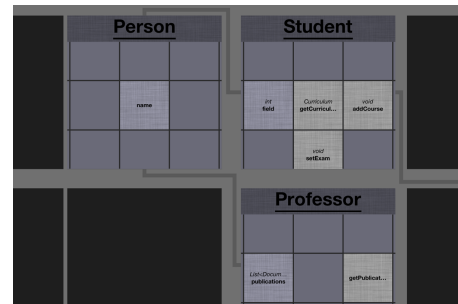 Person
name
Student
int
field
Curriculum
getCurricul...
void
addCourse
void
setExam
Professor
List<Docum...
publications
getPublicat...